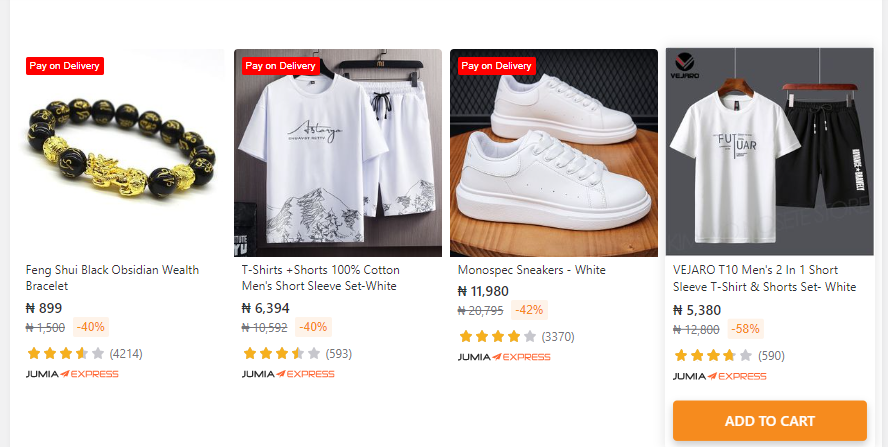 Pay on Delivery
Feng Shui Black Obsidian Wealth
Bracelet
₦ 899
₦ 1,500 -40%
(4214)
JUMIA EXPRESS
Pay on Delivery
T-Shirts +Shorts 100% Cotton
Men's Short Sleeve Set-White
₦ 6,394
₦ 10,592 -40%
(593)
JUMIA EXPRESS
Pay on Delivery
Monospec Sneakers - White
₦ 11,980
₦ 20,795 -42%
(3370)
JUMIA EXPRESS
VEJARO
FUT
UAR
VEJARO T10 Men's 2 In 1 Short
Sleeve T-Shirt & Shorts Set- White
₦ 5,380
₦ 12,800 -58%
(590)
JUMIA EXPRESS
ADD TO CART